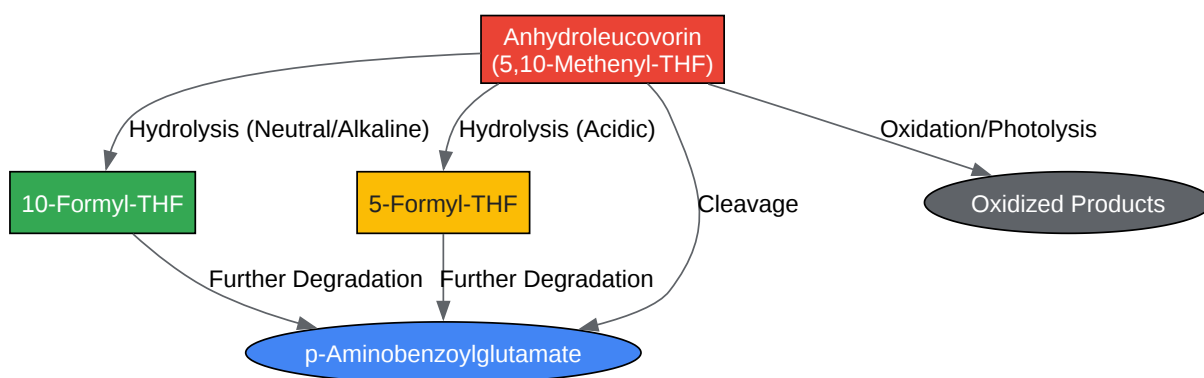 Anhydroleucovorin
(5,10-Methenyl-THF)
Hydrolysis (Neutral/Alkaline)
Hydrolysis (Acidic)
Oxidation/Photolysis
10-Formyl-THF
5-Formyl-THF
Cleavage
Oxidized Products
Further Degradation
Further Degradation
p-Aminobenzoylglutamate